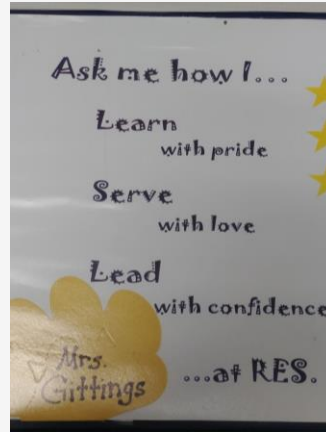 Ask me how I...
Learn
with pride
Serve
with love
Lead
with confidence
...at RES.
Mrs.
Gittings